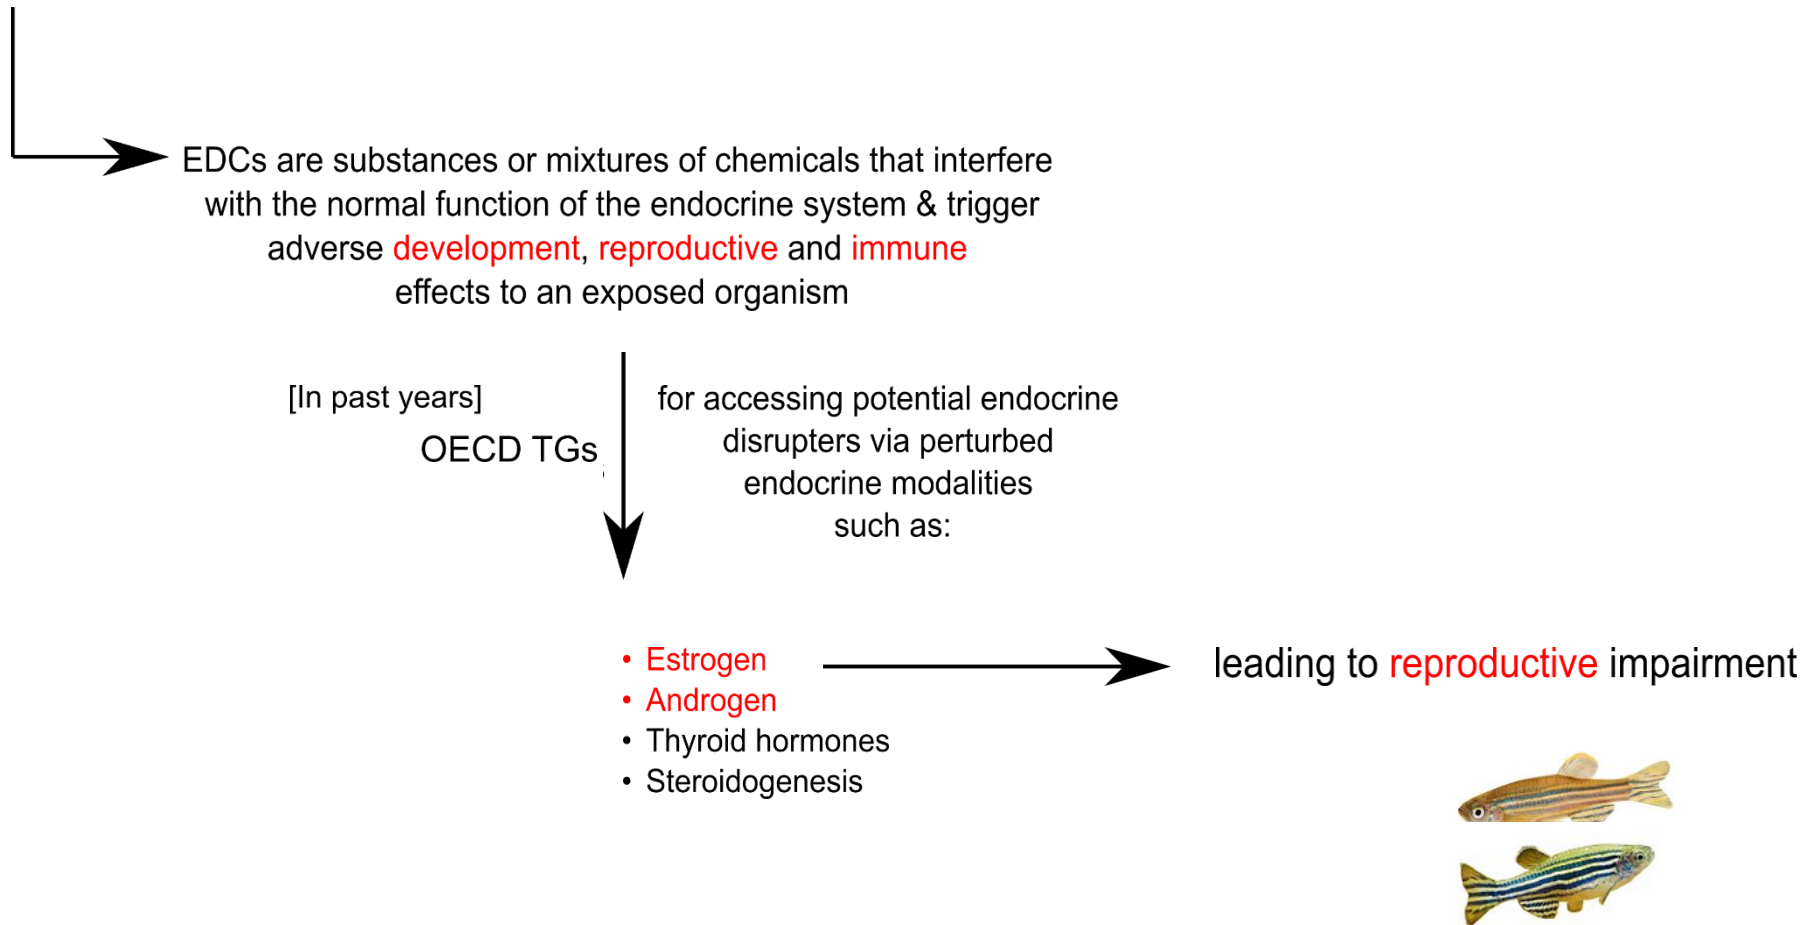 EDCs are substances or mixtures of chemicals that interfere
with the normal function of the endocrine system & trigger
adverse development, reproductive and immune
effects to an exposed organism
[In past years]
OECD TGs
for accessing potential endocrine
disrupters via perturbed
endocrine modalities
such as:
• Estrogen
• Androgen
• Thyroid hormones
• Steroidogenesis
leading to reproductive impairment